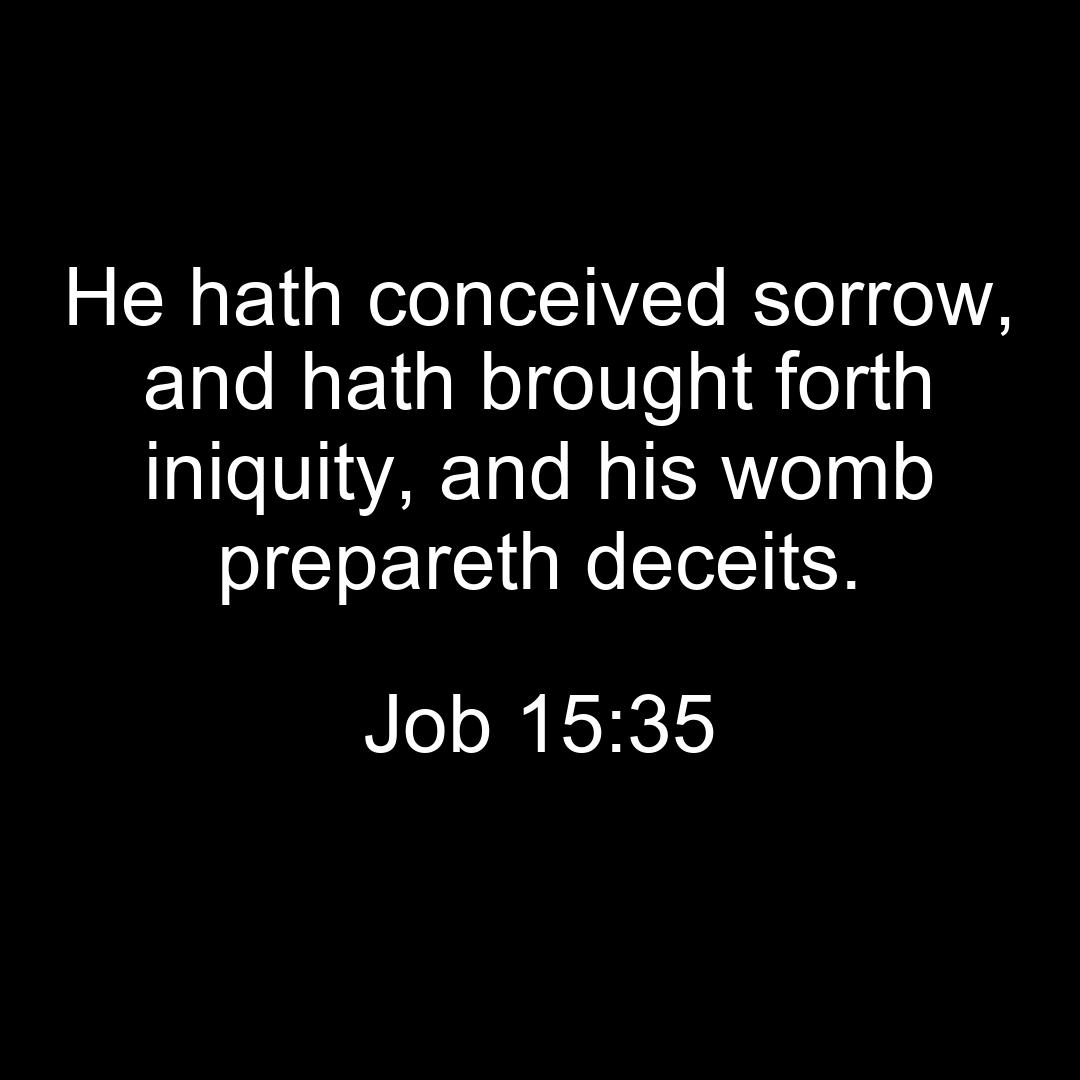 He hath conceived sorrow,
and hath brought forth
iniquity, and his womb
prepareth deceits.
Job 15:35